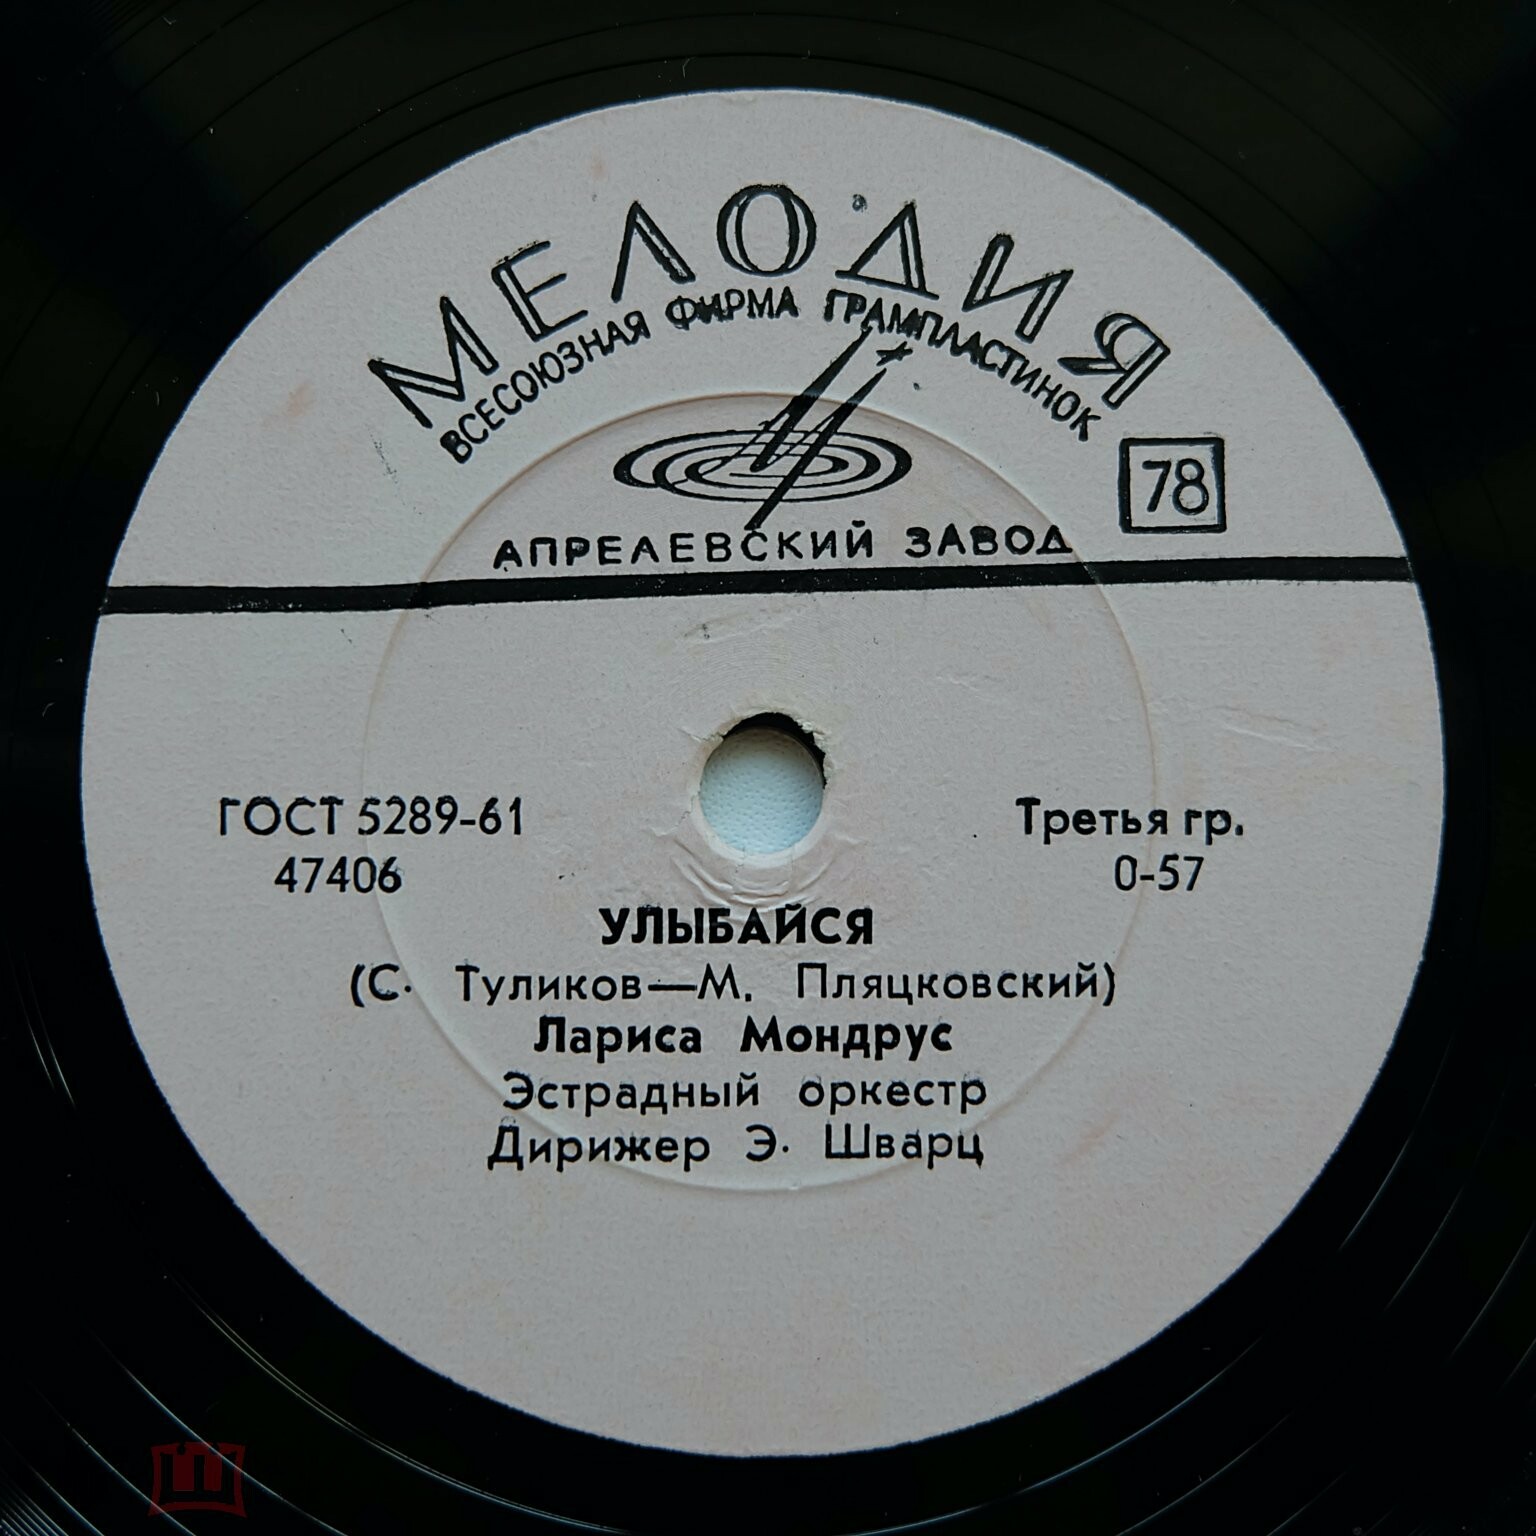 МЕЛОДИЯ
ВСЕСОЮЗНАЯ ФИРМА ГРАМПЛАСТИНОК
78
АПРЕЛЕВСКИЙ ЗАВОД
ГОСТ 5289-61
47406
Третья гр.
0-57
УЛЫБАЙСЯ
(С. Туликов—М. Пляцковский)
Лариса Мондрус
Эстрадный оркестр
Дирижер Э. Шварц